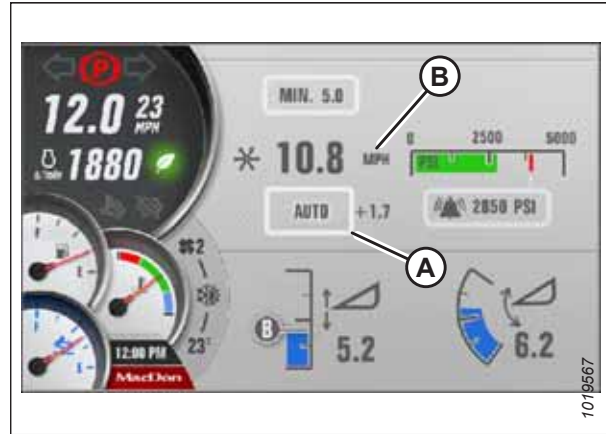 P
12.0 23 MPH
1880
MIN. 5.0
B
10.8 MPH
0 2500 5000
PSI
AUTO +1.7
2850 PSI
A
2
23°
F
E
F
E
12:00 PM
MacDon
B
5.2
6.2
1019567